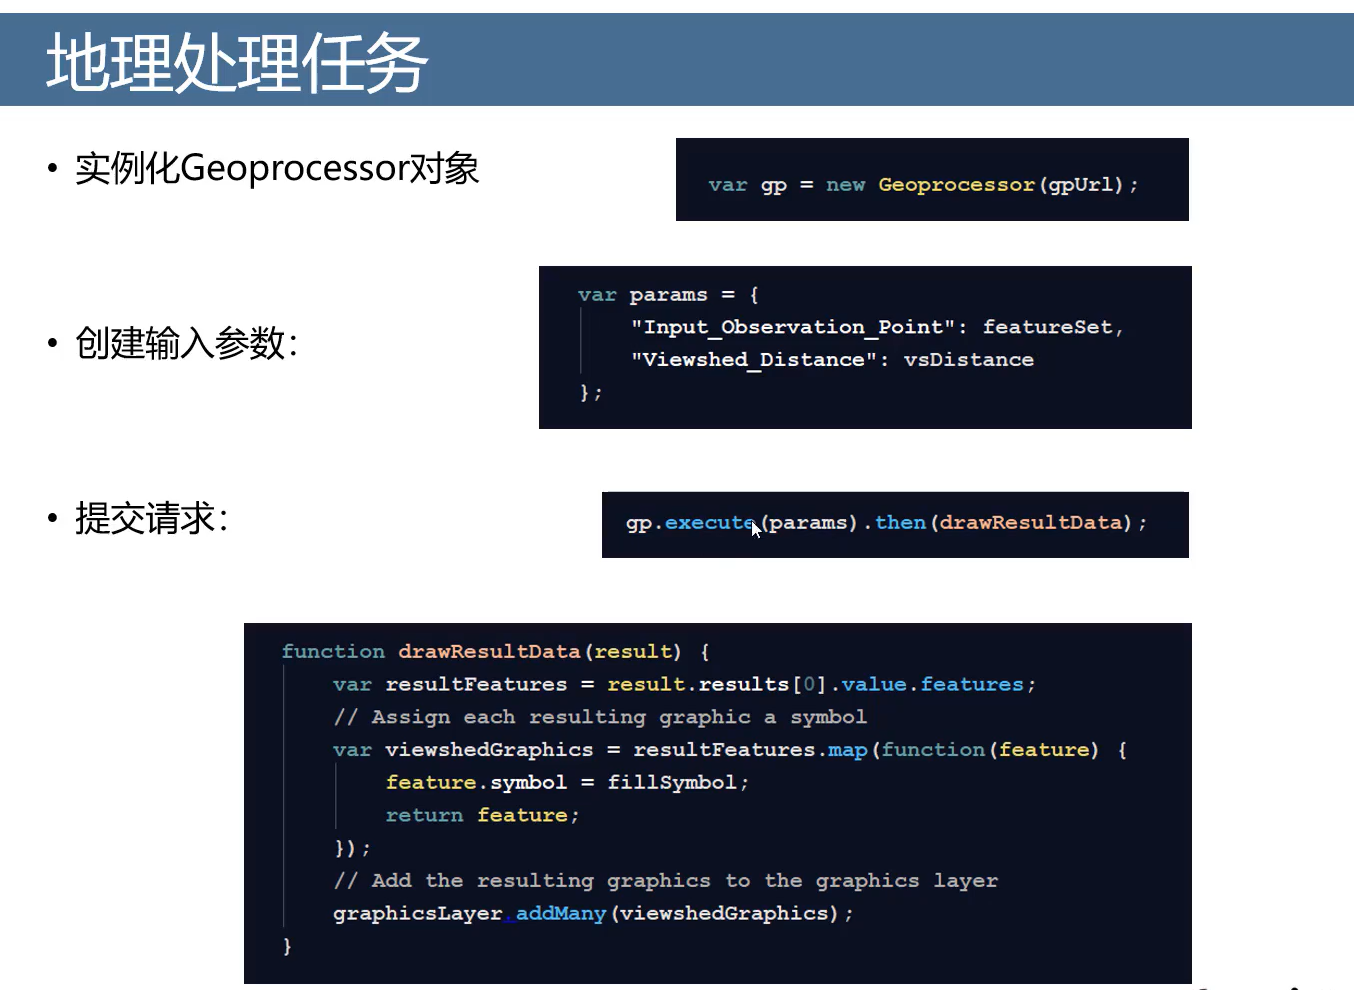 地理处理任务
• 实例化Geoprocessor对象
var gp = new Geoprocessor(gpUrl);
• 创建输入参数：
var params = {
"Input_Observation_Point": featureSet,
"Viewshed_Distance": vsDistance
};
• 提交请求：
gp.execute(params).then(drawResultData);
function drawResultData(result) {
var resultFeatures = result.results[0].value.features;
// Assign each resulting graphic a symbol
var viewshedGraphics = resultFeatures.map(function(feature) {
feature.symbol = fillSymbol;
return feature;
});
// Add the resulting graphics to the graphics layer
graphicsLayer.addMany(viewshedGraphics);
}